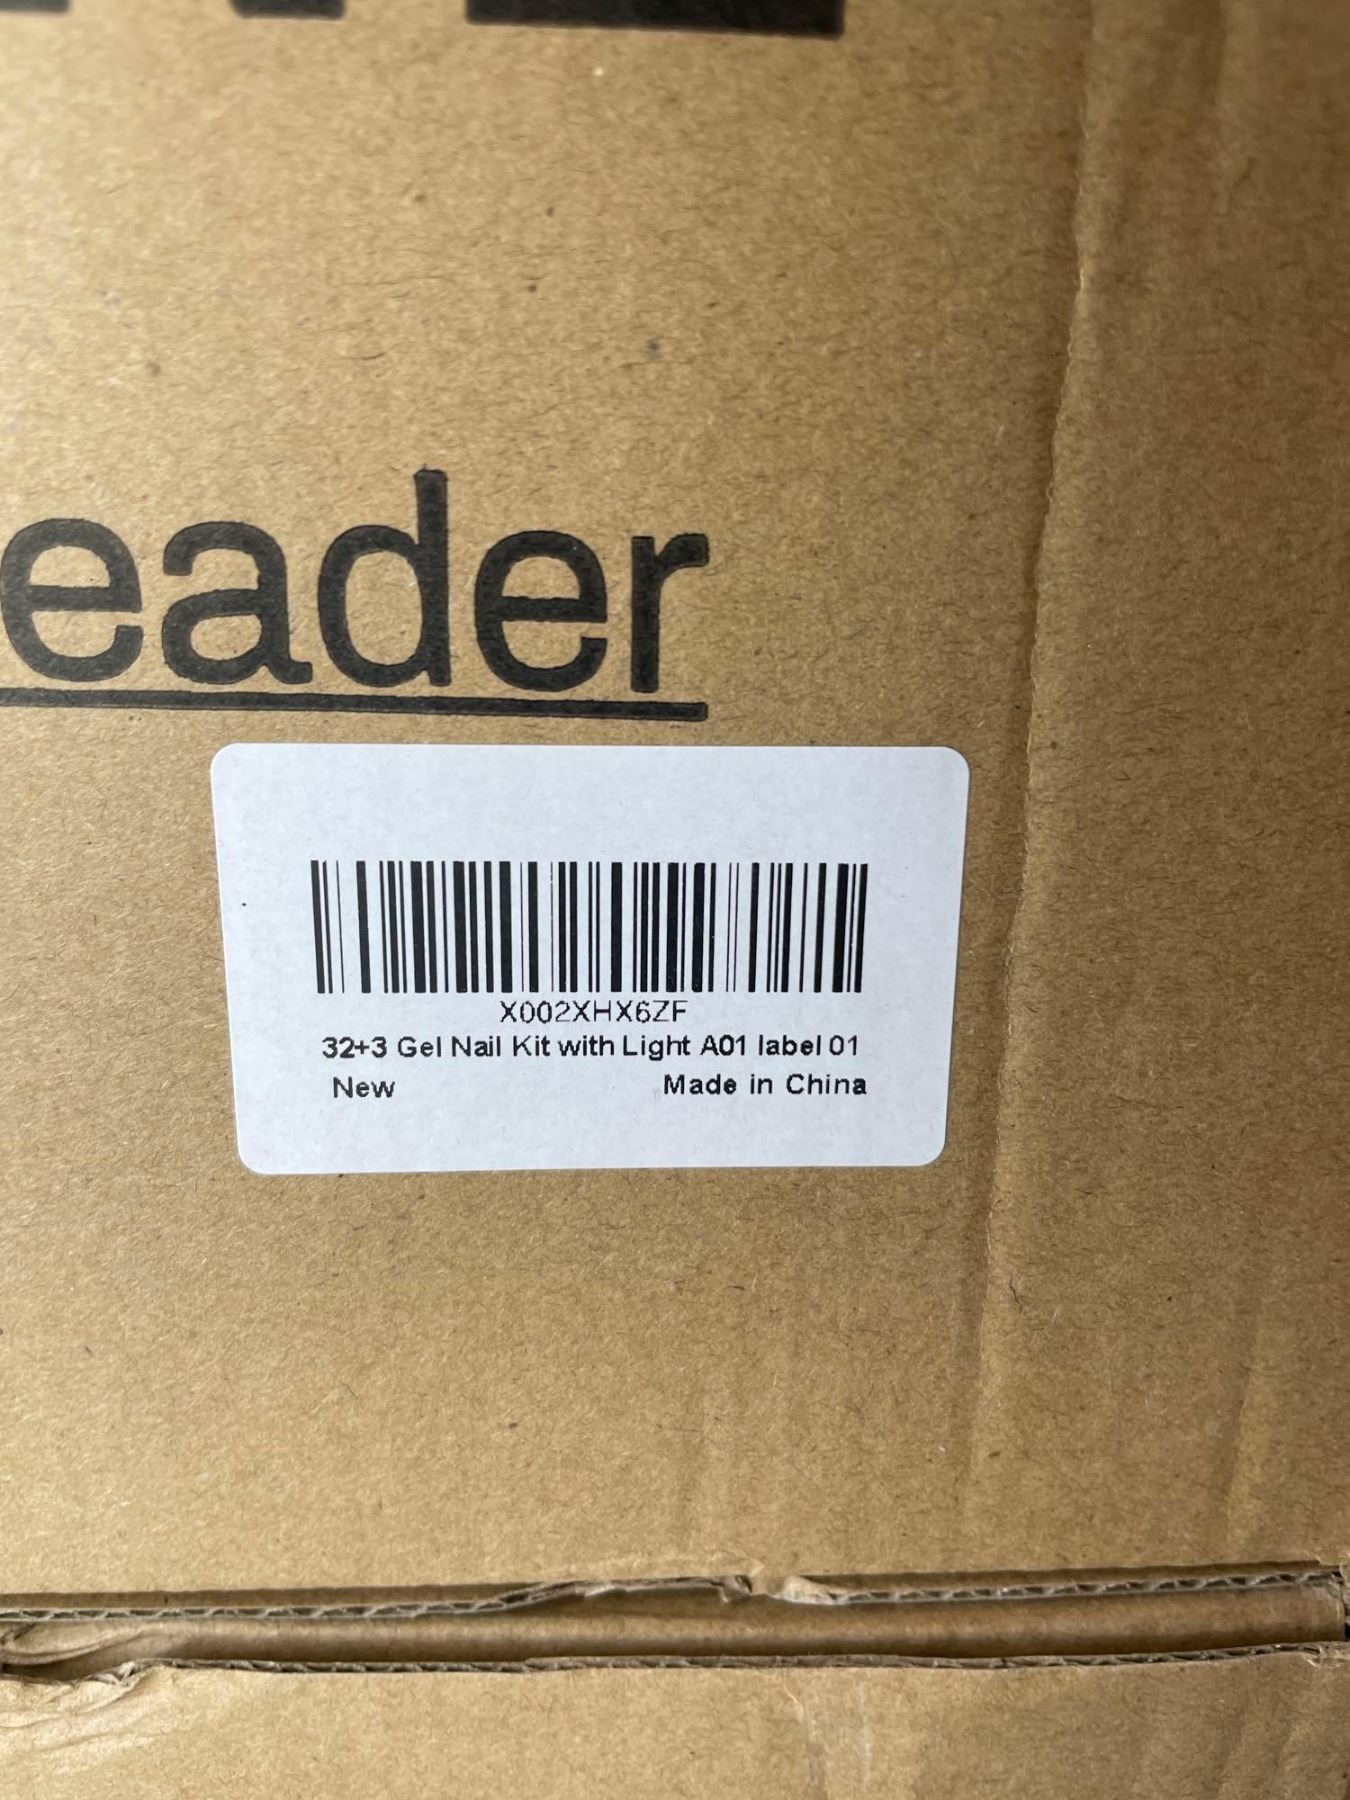 eader
X002XHX6ZF
32+3 Gel Nail Kit with Light A01 label 01
New Made in China